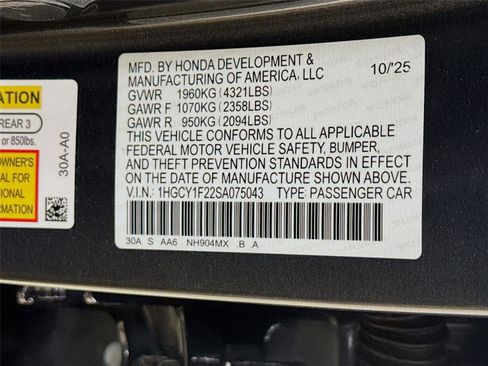 ATION
REAR 3
or 850lbs.
OWNER'S
AL FOR
TIONAL
ORMATION
30A-A0
MFD. BY HONDA DEVELOPMENT &
MANUFACTURING OF AMERICA, LLC
10/25
GVWR 1960KG (4321LBS)
GAWR F 1070KG (2358LBS)
GAWR R 950KG (2094LBS)
THIS VEHICLE CONFORMS TO ALL APPLICABLE
FEDERAL MOTOR VEHICLE SAFETY, BUMPER,
AND THEFT PREVENTION STANDARDS IN EFFECT
ON THE DATE OF MANUFACTURE SHOWN ABOVE.
V.I.N.: 1HGCY1F22SA075043 TYPE: PASSENGER CAR
30A S AA6 NH904MX .B .A